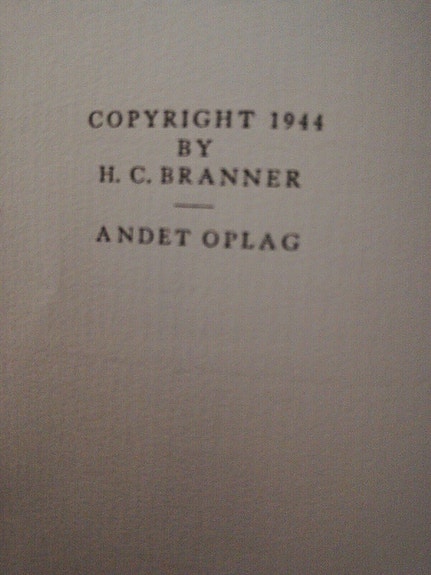 COPYRIGHT 1944
BY
H. C. BRANNER
ANDET OPLAG